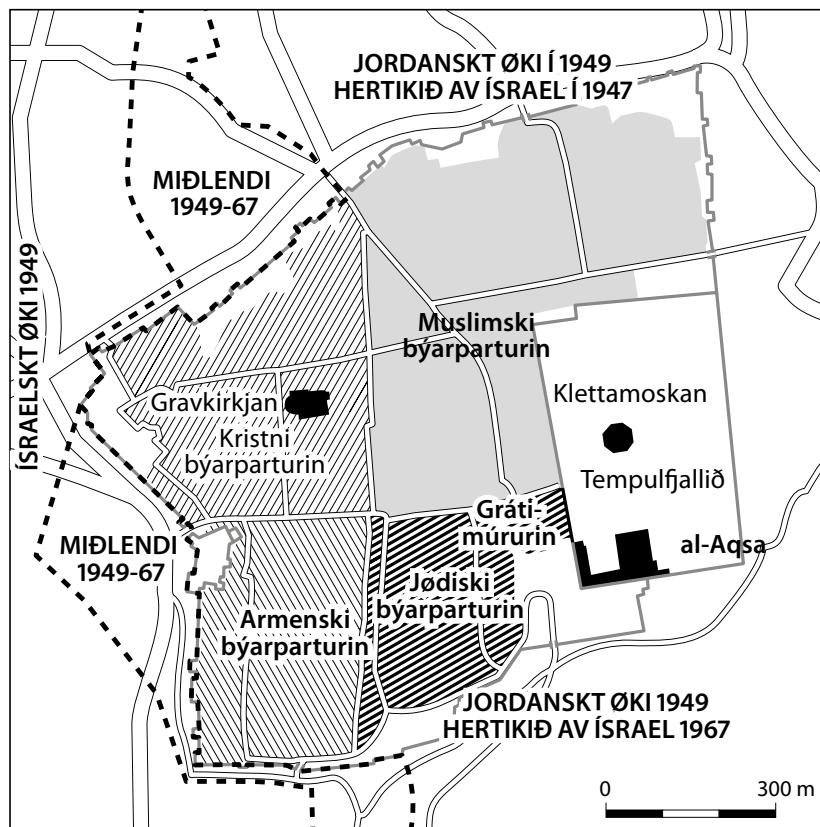 JORDANSKT ØKI Í 1949
HERTIKIÐ AV ÍSRAEL Í 1947
MIÐLENDI
1949-67
ÍSRAELSKT ØKI 1949
Muslimski
býarparturin
Gravkirkjan
Kristni
býarparturin
Klettamoskan
Tempulfjallið
Gráti-
múrurin
al-Aqsa
MIÐLENDI
1949-67
Jødiski
býarparturin
Armenski
býarparturin
JORDANSKT ØKI 1949
HERTIKIÐ AV ÍSRAEL 1967
0 300 m